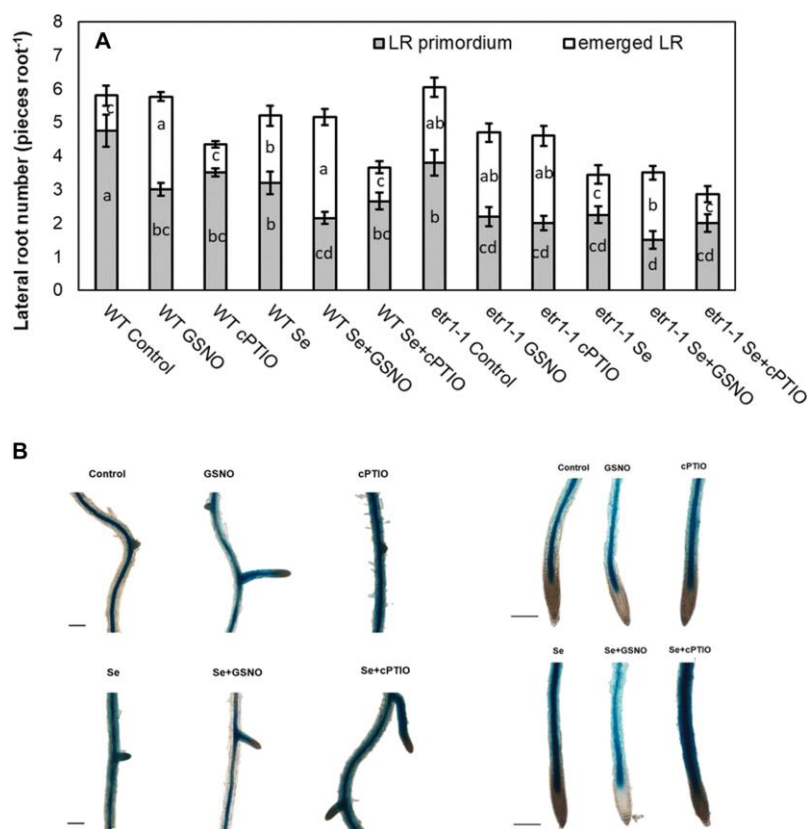 A
LR primordium
emerged LR
Lateral root number (pieces root-1)
8
7
6
5
4
3
2
1
0
c
a
a
bc
c
bc
b
b
a
cd
c
bc
ab
b
ab
cd
ab
cd
c
cd
b
d
c
cd
WT Control
WT GSNO
WT cPTIO
WT Se
WT Se+GSNO
WT Se+cPTIO
etr1-1 Control
etr1-1 GSNO
etr1-1 cPTIO
etr1-1 Se
etr1-1 Se+GSNO
etr1-1 Se+cPTIO
B
Control
GSNO
cPTIO
Control
GSNO
cPTIO
Se
Se+GSNO
Se+cPTIO
Se
Se+GSNO
Se+cPTIO